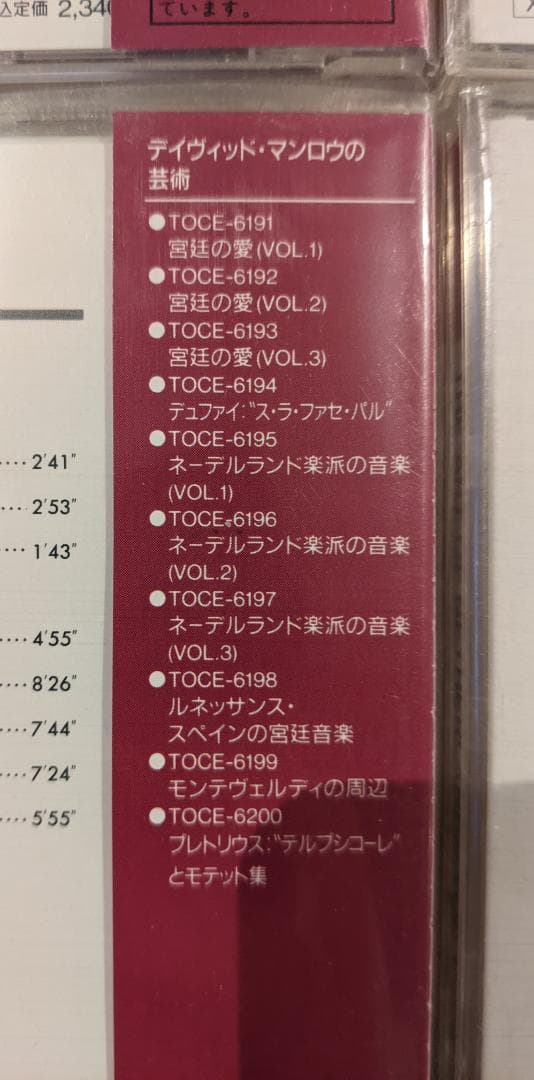 込定価 2,34
ています。
デイヴィッド・マンロウの
芸術
●TOCE-6191
宮廷の愛(VOL.1)
●TOCE-6192
宮廷の愛(VOL.2)
●TOCE-6193
宮廷の愛(VOL.3)
●TOCE-6194
デュファイ:"ス・ラ・ファセ・パル"
●TOCE-6195
ネーデルランド楽派の音楽
(VOL.1)
●TOCE-6196
ネーデルランド楽派の音楽
(VOL.2)
●TOCE-6197
ネーデルランド楽派の音楽
(VOL.3)
●TOCE-6198
ルネッサンス・
スペインの宮廷音楽
●TOCE-6199
モンテヴェルディの周辺
●TOCE-6200
プレトリウス:"テルプシコーレ"
とモテット集
····2'41"
····2'53"
····1'43"
····4'55"
····8'26"
····7'44"
····7'24"
····5'55"